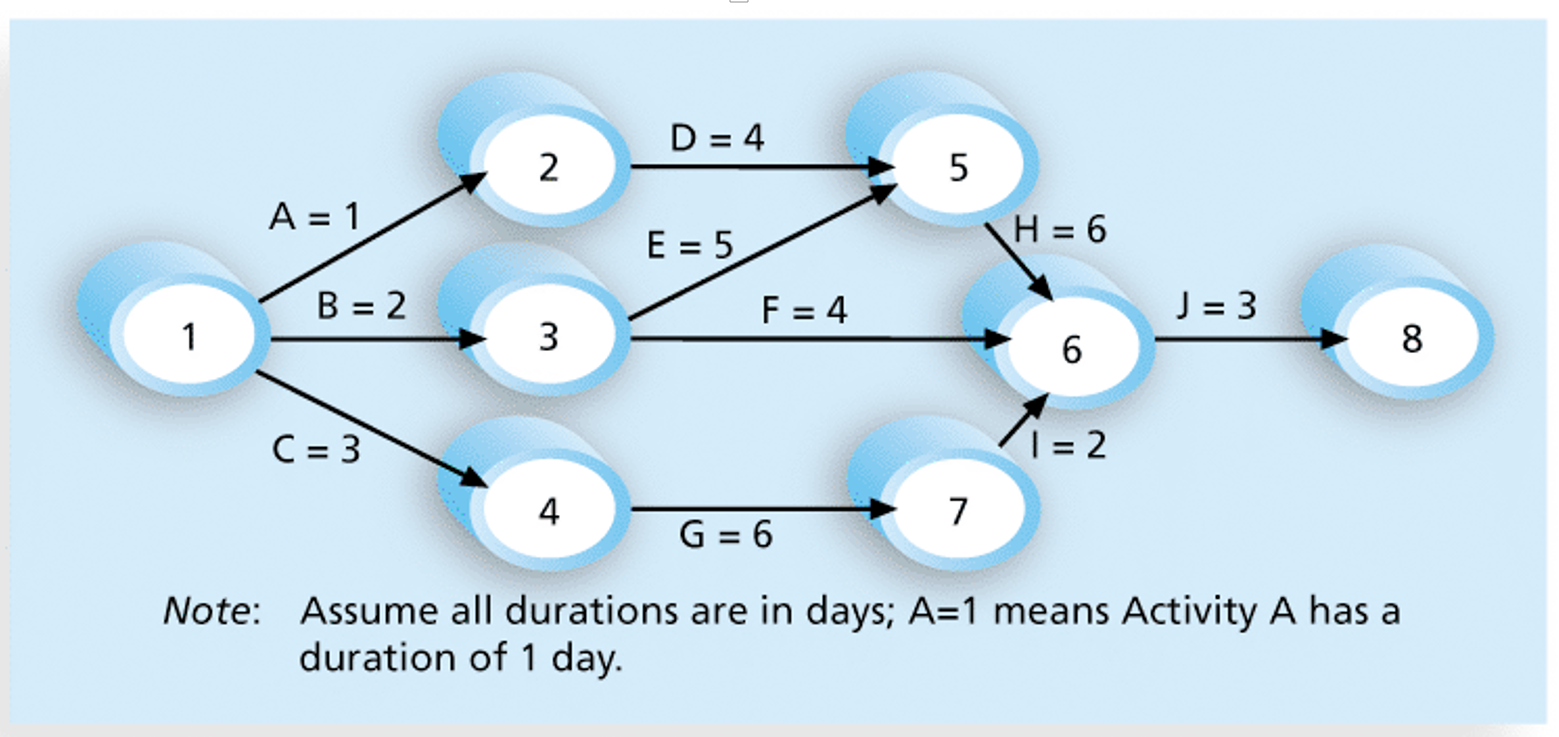 2
D = 4
5
A = 1
H = 6
E = 5
B = 2
F = 4
J = 3
1
3
6
8
C = 3
I = 2
4
7
G = 6
Note: Assume all durations are in days; A=1 means Activity A has a
duration of 1 day.